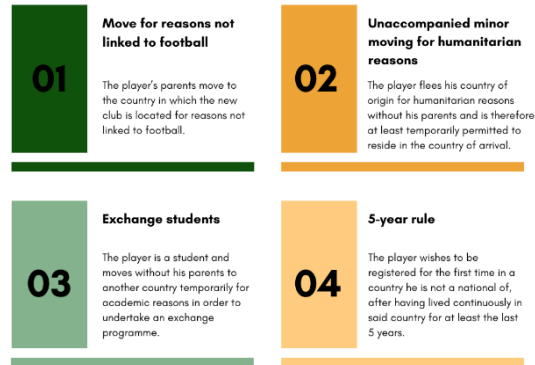 01
Move for reasons not
linked to football
The player's parents move to
the country in which the new
club is located for reasons not
linked to football.
02
Unaccompanied minor
moving for humanitarian
reasons
The player flees his country of
origin for humanitarian reasons
without his parents and is therefore
at least temporarily permitted to
reside in the country of arrival.
03
Exchange students
The player is a student and
moves without his parents to
another country temporarily for
academic reasons in order to
undertake an exchange
programme.
04
5-year rule
The player wishes to be
registered for the first time in a
country he is not a national of,
after having lived continuously in
said country for at least the last
5 years.